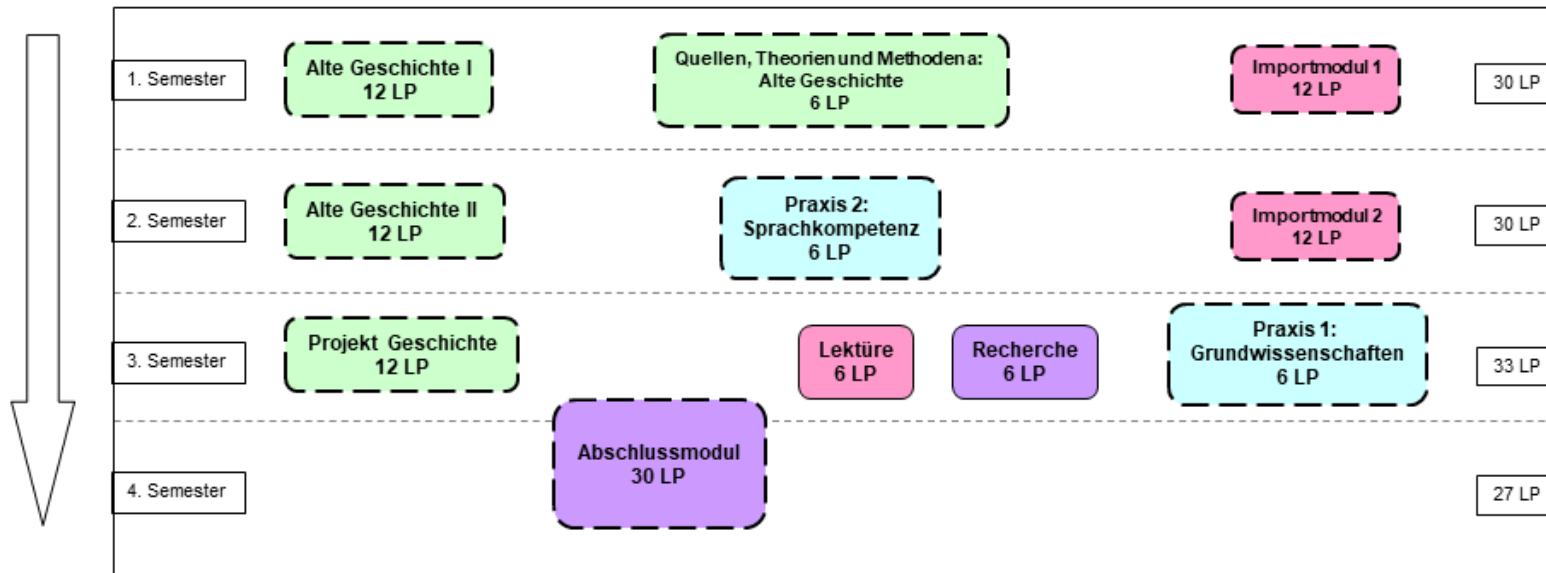 1. Semester
Alte Geschichte I
12 LP
Quellen, Theorien und Methoden a:
Alte Geschichte
6 LP
Importmodul 1
12 LP
30 LP
2. Semester
Alte Geschichte II
12 LP
Praxis 2:
Sprachkompetenz
6 LP
Importmodul 2
12 LP
30 LP
3. Semester
Projekt Geschichte
12 LP
Lektüre
6 LP
Recherche
6 LP
Praxis 1:
Grundwissenschaften
6 LP
33 LP
4. Semester
Abschlussmodul
30 LP
27 LP